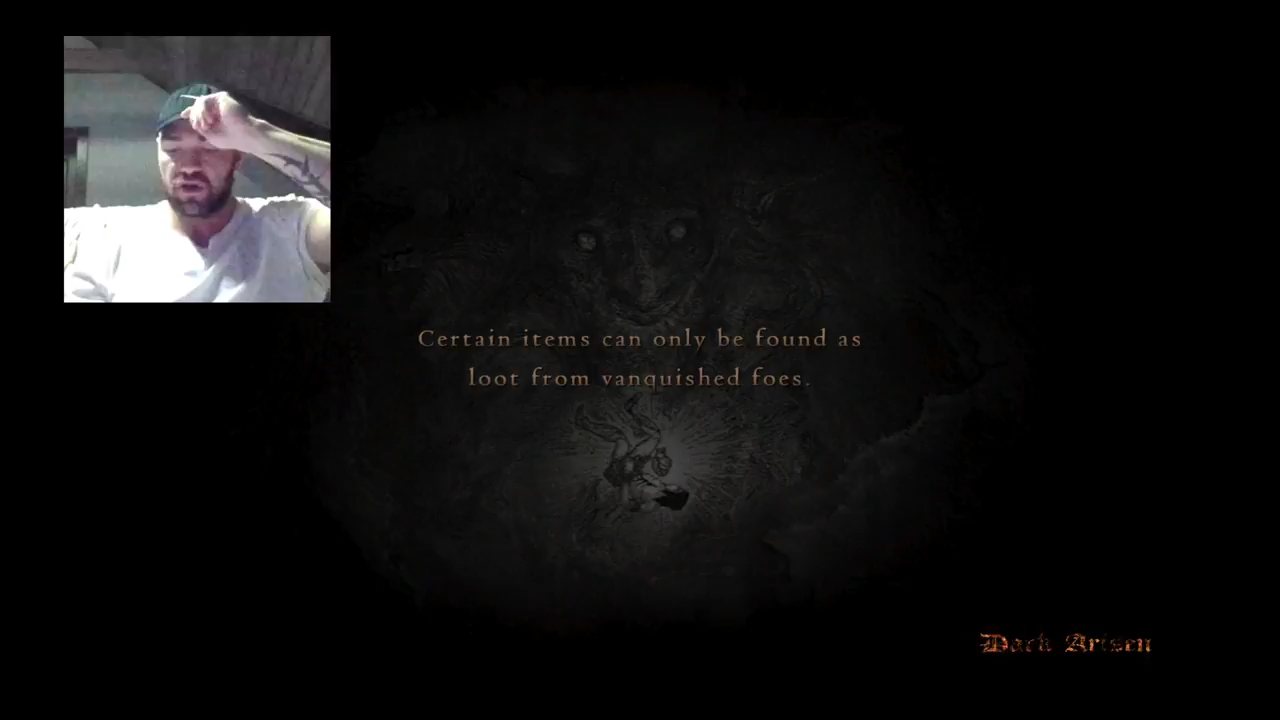 Certain items can only be found as
loot from vanquished foes.
Dark Arisen